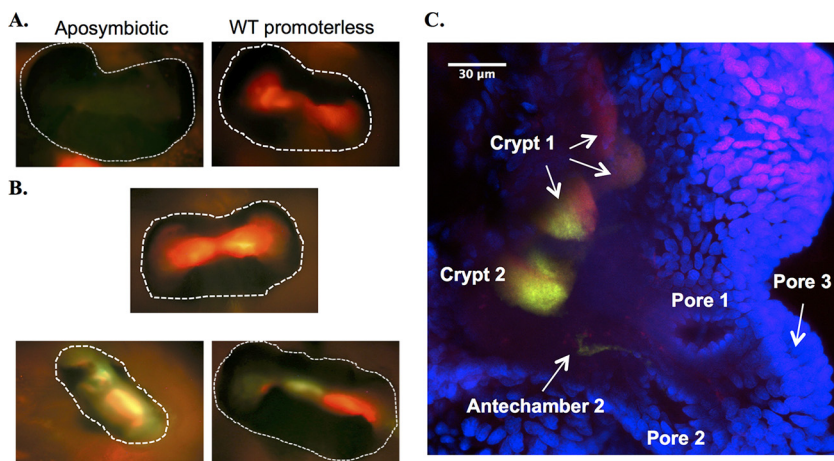 A.
Aposymbiotic
WT promoterless
B.
C.
30 µm
Crypt 1
Crypt 2
Pore 1
Pore 3
Antechamber 2
Pore 2